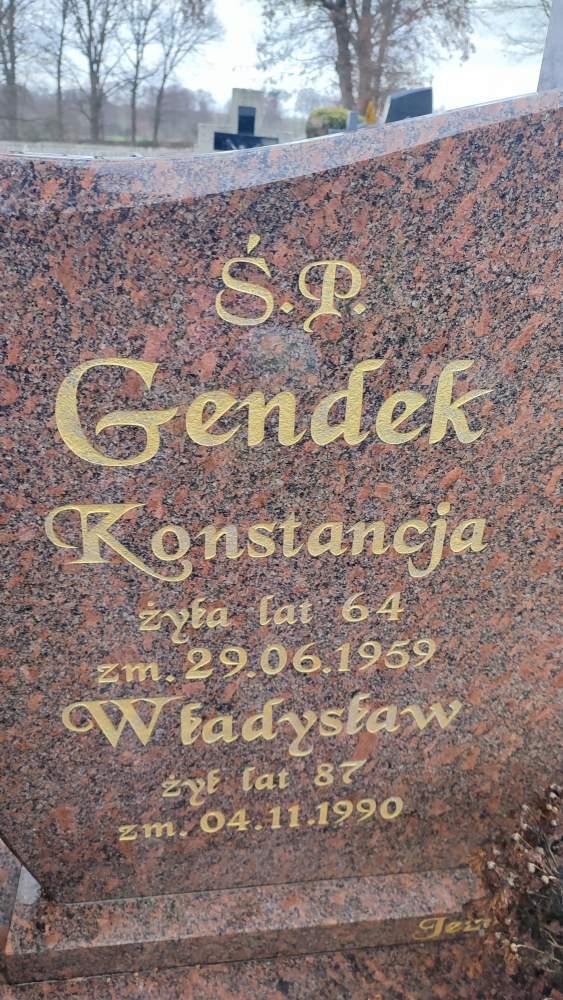 Ś.P.
Gendek
Konstancja
żyła lat 64
zm. 29.06.1959
Władysław
żył lat 87
zm. 04.11.1990